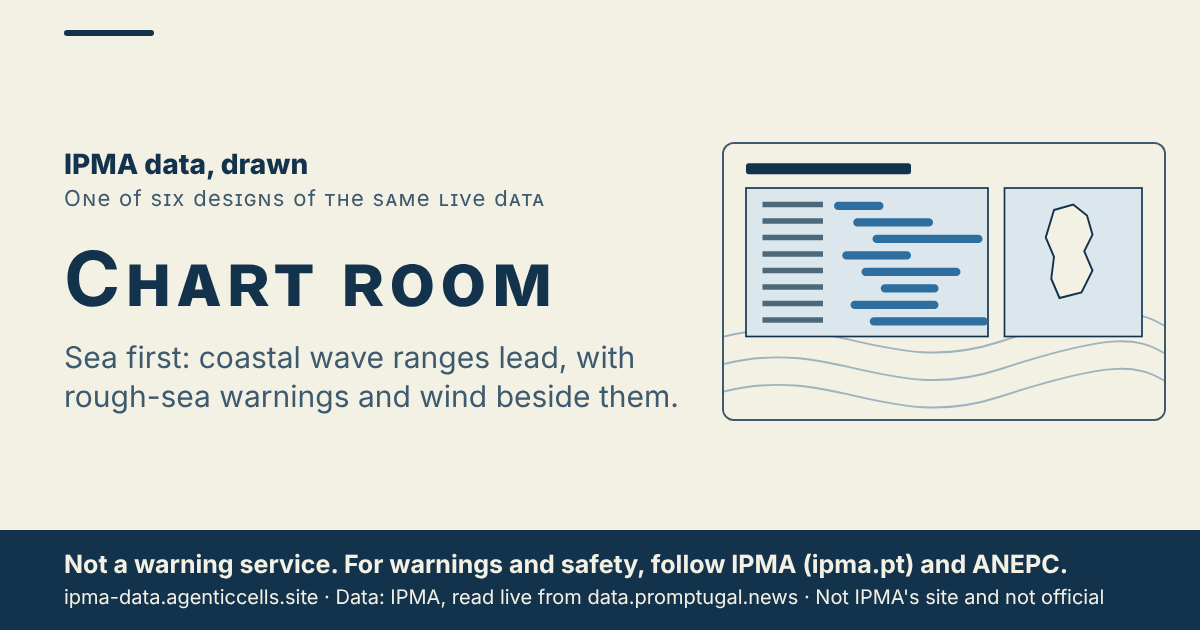 IPMA data, drawn
One of six designs of the same live data
Chart room
Sea first: coastal wave ranges lead, with
rough-sea warnings and wind beside them.
Not a warning service. For warnings and safety, follow IPMA (ipma.pt) and ANEPC.
ipma-data.agenticcells.site · Data: IPMA, read live from data.promptugal.news · Not IPMA's site and not official